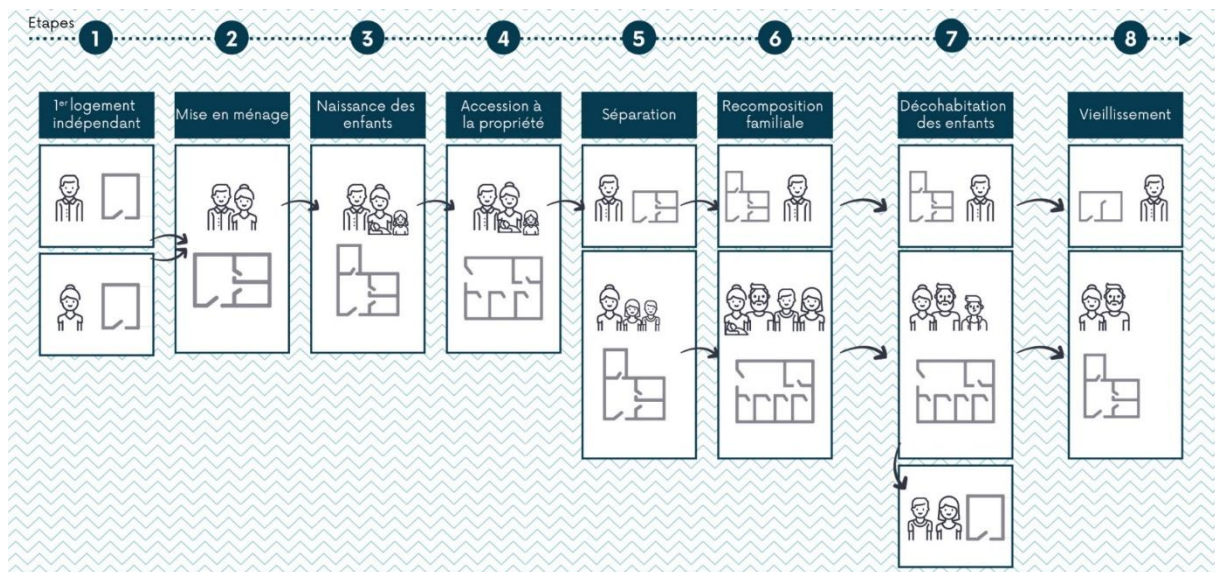 Etapes
1 2 3 4 5 6 7 8
1er logement
indépendant
Mise en ménage
Naissance des
enfants
Accession à
la propriété
Séparation
Recomposition
familiale
Décohabitation
des enfants
Vieillissement